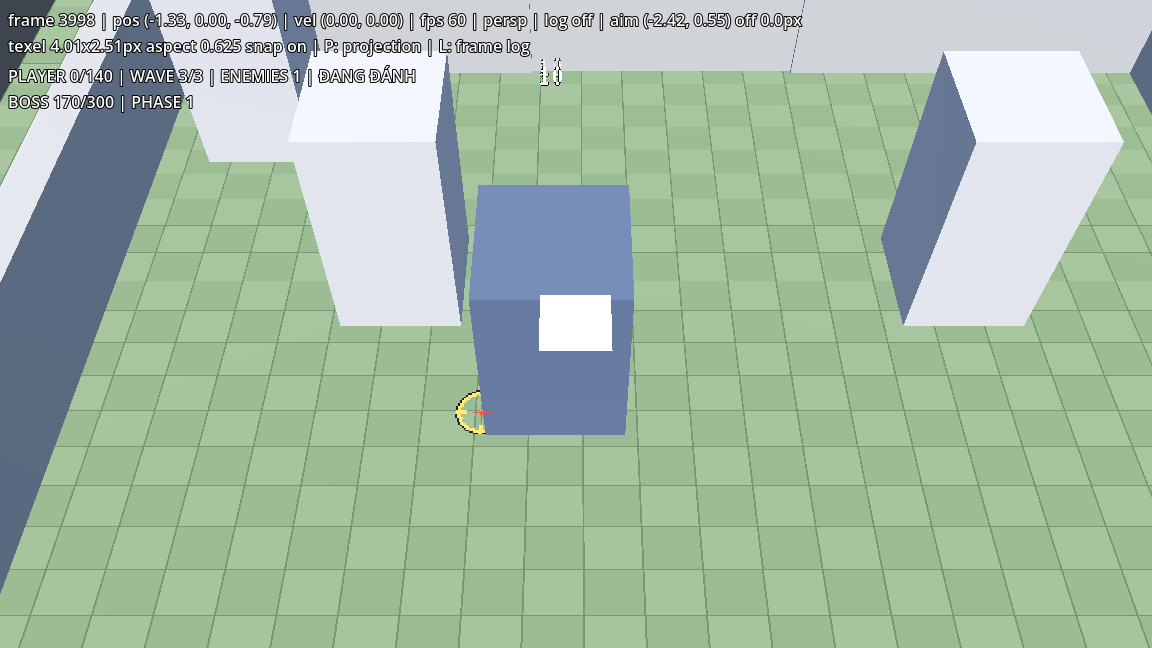 frame 3998 | pos (-1.33, 0.00, -0.79) | vel (0.00, 0.00) | fps 60 | persp | log off | aim (-2.42, 0.55) off 0.0px
texel 4.01x2.51px aspect 0.625 snap on | P: projection | L: frame log
PLAYER 0/140 | WAVE 3/3 | ENEMIES 1 | ĐANG ĐÁNH
BOSS 170/300 | PHASE 1